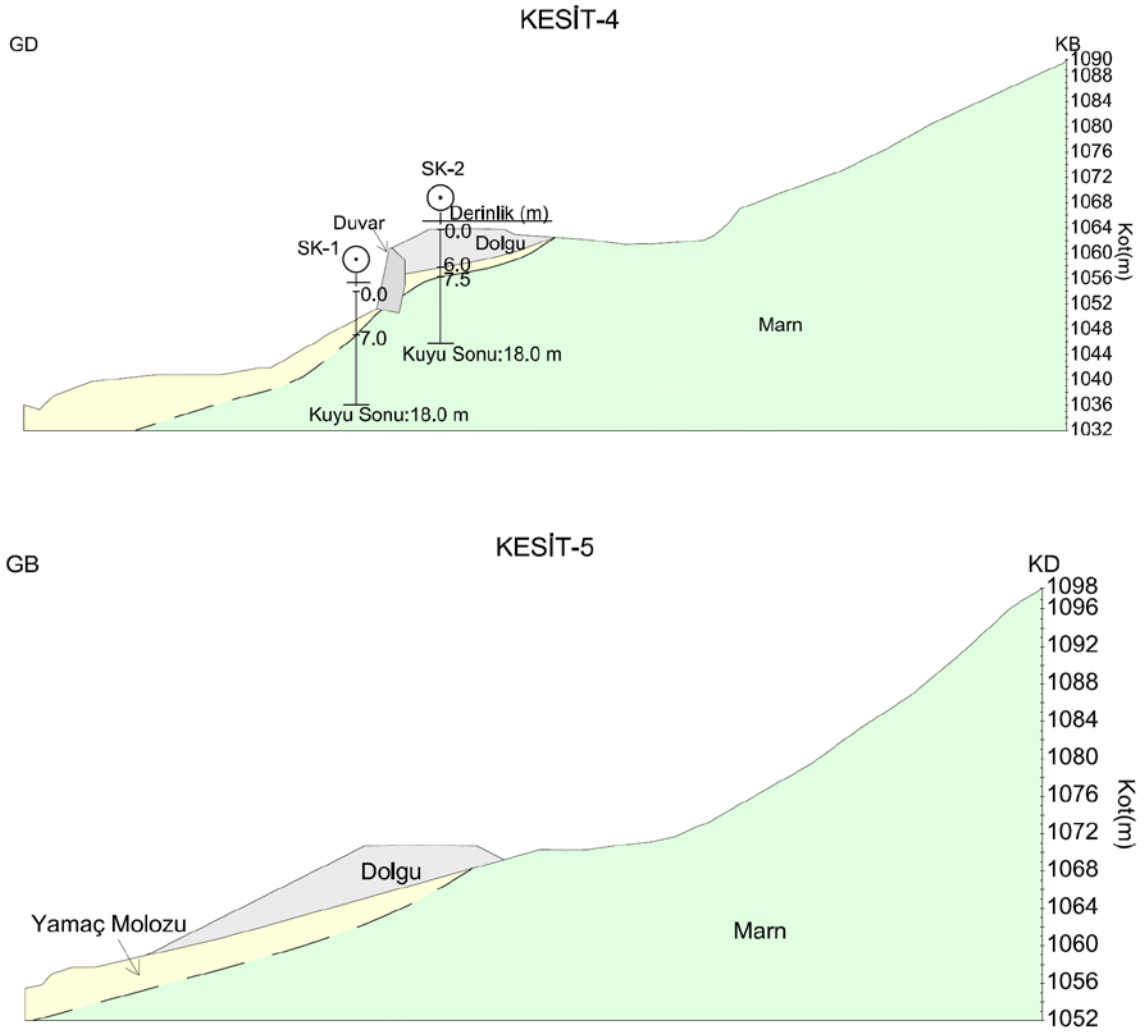 KESİT-4
GD
KB
1090
1088
1084
1080
1076
1072
1068
1064
1060
1056
1052
1048
1044
1040
1036
1032
Kot(m)
SK-2
Derinlik (m)
Duvar
0.0
Dolgu
SK-1
6.0
7.5
0.0
Marn
7.0
Kuyu Sonu:18.0 m
Kuyu Sonu:18.0 m
KESİT-5
GB
KD
1098
1096
1092
1088
1084
1080
1076
1072
1068
1064
1060
1056
1052
Kot(m)
Dolgu
Yamaç Molozu
Marn